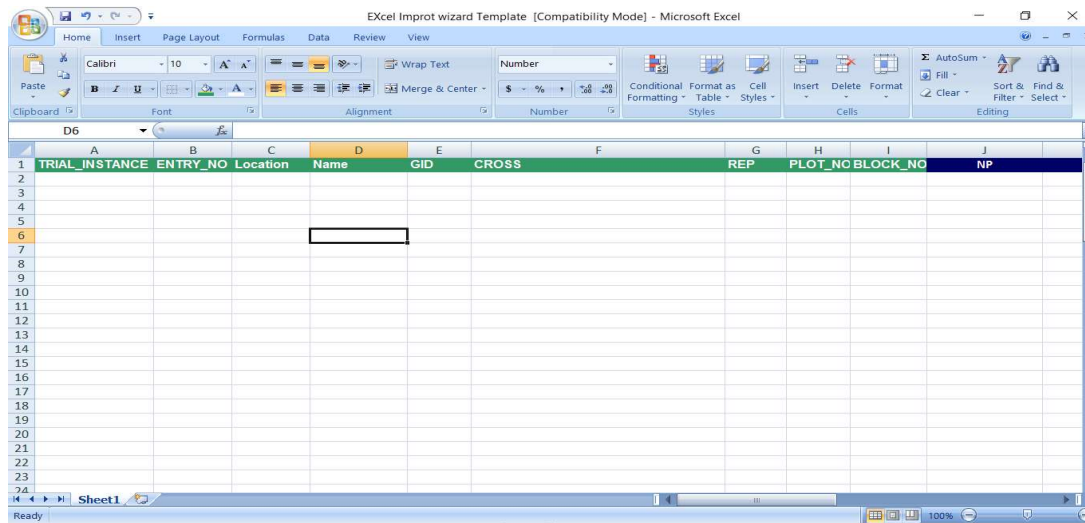 EXcel Improt wizard Template [Compatibility Mode] - Microsoft Excel
Home Insert Page Layout Formulas Data Review View
Paste
Calibri 10 A A
B I U A
Wrap Text
Merge & Center
Number
$ % , .0 .00 .00 .0
Conditional Formatting Format as Table Cell Styles
Insert Delete Format
Σ AutoSum
Fill
Clear
Sort & Filter Find & Select
Clipboard Font Alignment Number Styles Cells Editing
D6 fx
A B C D E F G H I J
1 TRIAL_INSTANCE ENTRY_NO Location Name GID CROSS REP PLOT_NO BLOCK_NO NP
2
3
4
5
6
7
8
9
10
11
12
13
14
15
16
17
18
19
20
21
22
23
24
Sheet1
Ready 100%